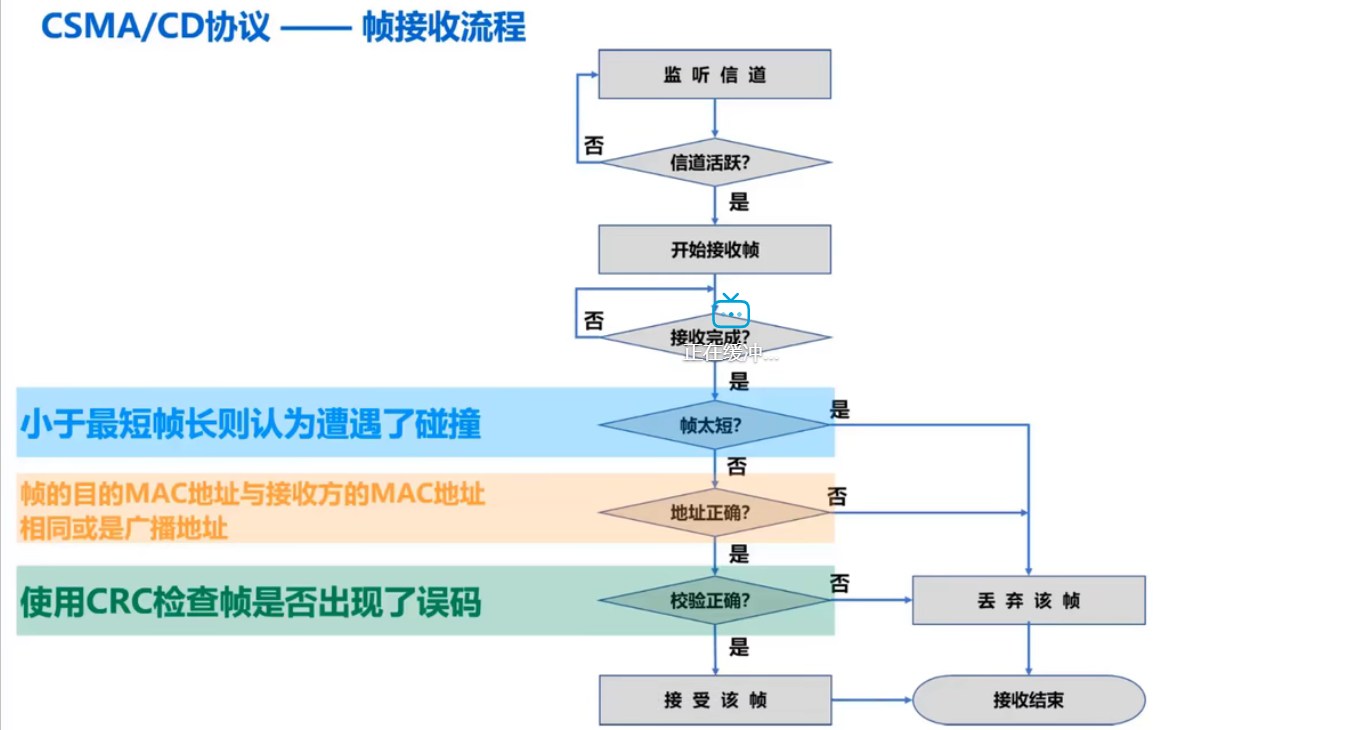 CSMA/CD协议 —— 帧接收流程
监 听 信 道
否
信道活跃?
是
开始接收帧
否
接收完成?
正在缓冲...
是
小于最短帧长则认为遭遇了碰撞
帧太短?
是
否
帧的目的MAC地址与接收方的MAC地址
相同或是广播地址
地址正确?
否
是
使用CRC检查帧是否出现了误码
校验正确?
否
丢 弃 该 帧
是
接 受 该 帧
接收结束